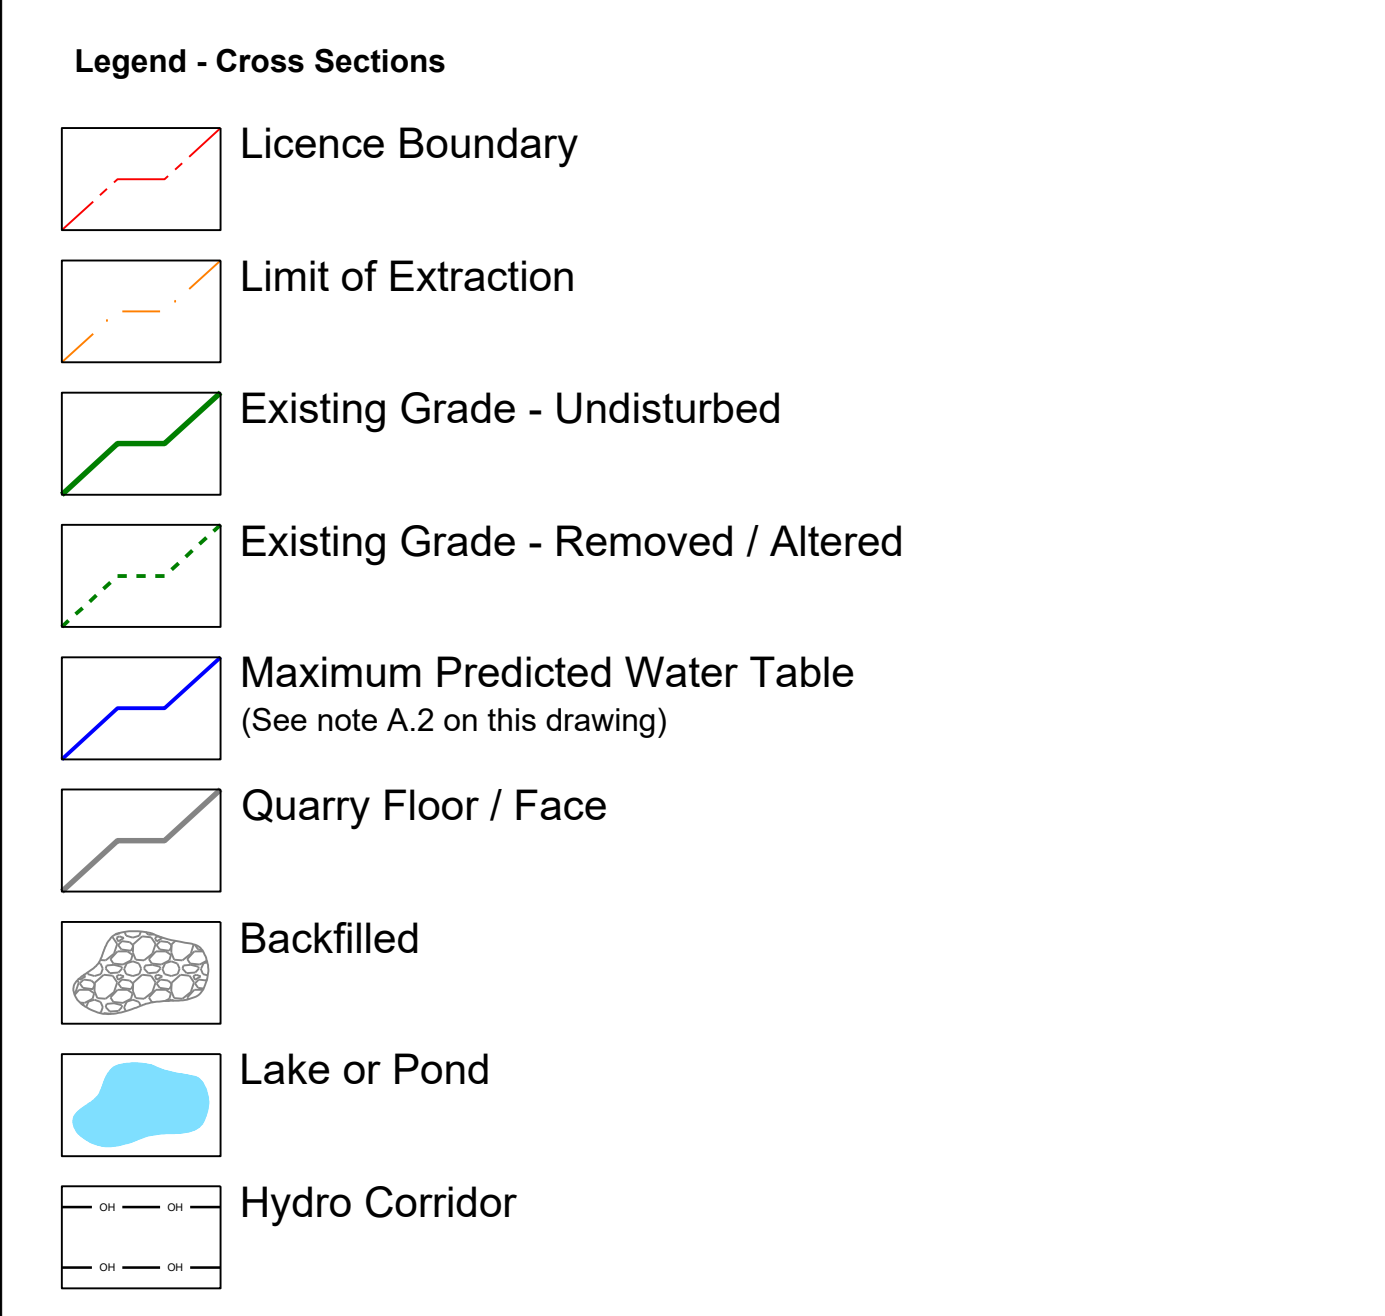 Legend - Cross Sections
Licence Boundary
Limit of Extraction
Existing Grade - Undisturbed
Existing Grade - Removed / Altered
Maximum Predicted Water Table
(See note A.2 on this drawing)
Quarry Floor / Face
Backfilled
Lake or Pond
Hydro Corridor
OH OH
OH OH